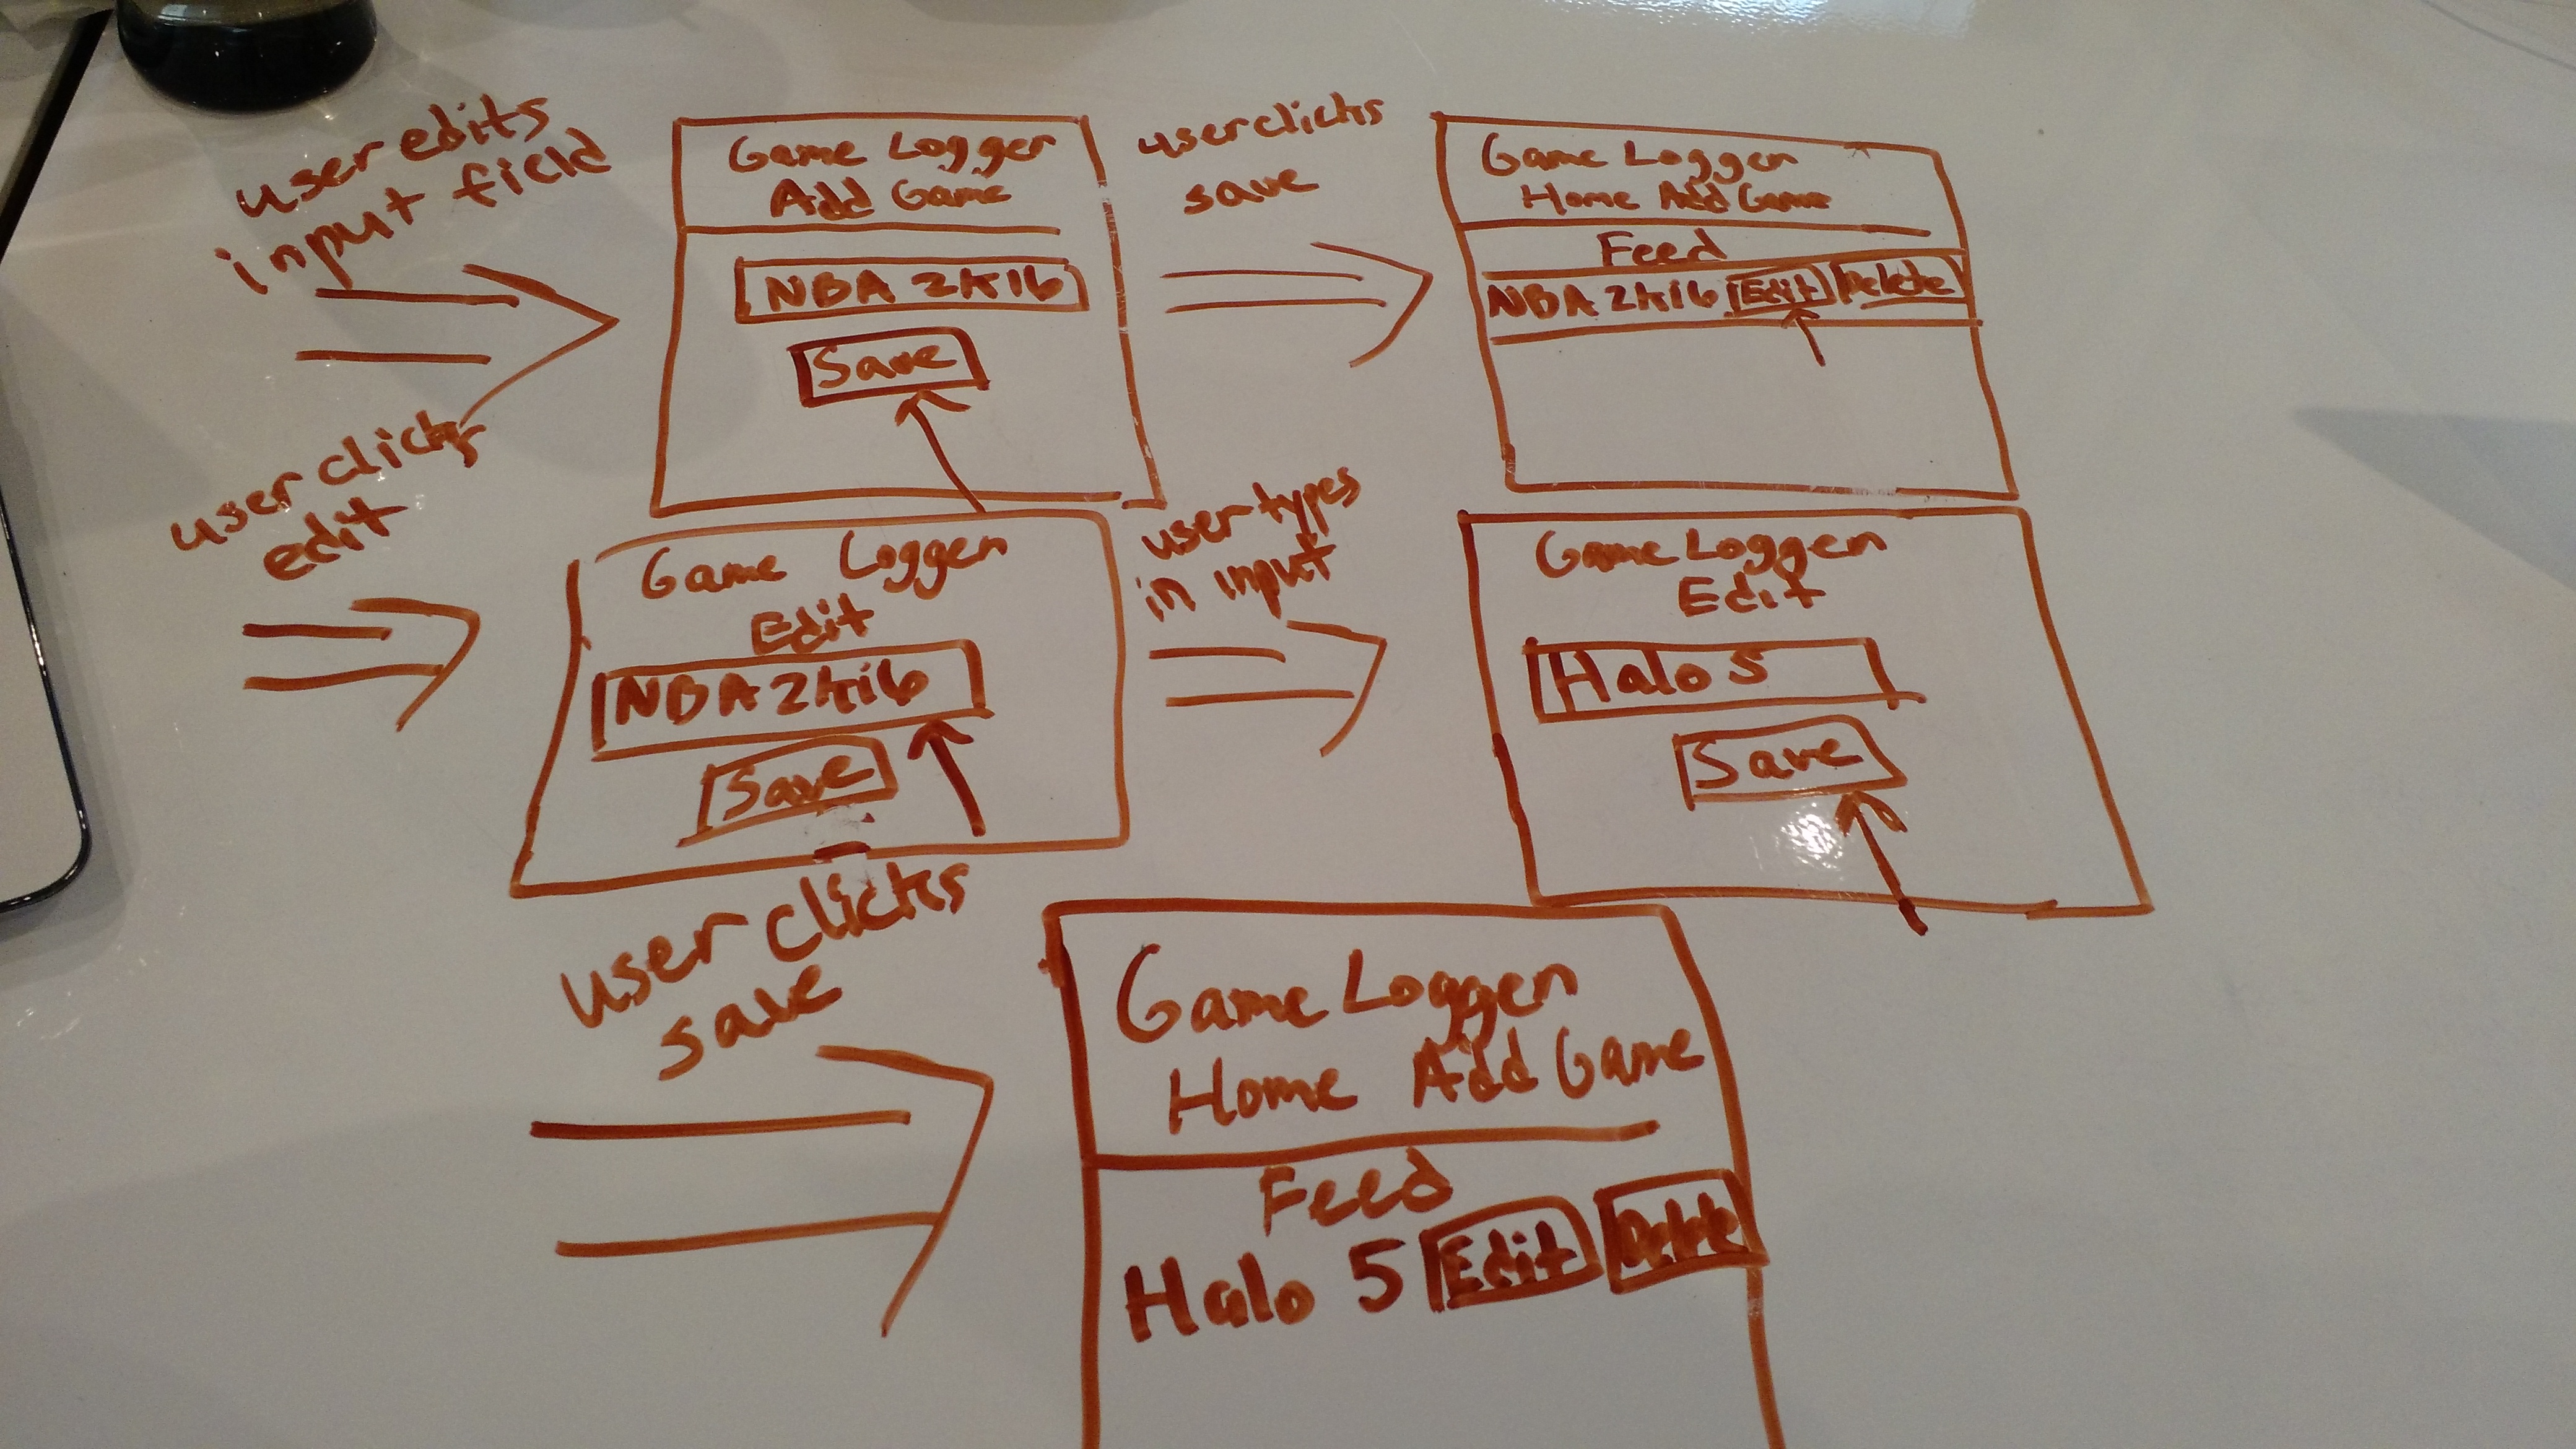 user edits
input field
Game Logger
Add Game
NBA 2K16
Save
user clicks
save
Game Logger
Home Add Game
Feed
NBA 2K16 Edit Delete
user clicks
edit
Game Logger
Edit
NBA 2K16
Save
user types
in input
Game Logger
Edit
Halo 5
Save
user clicks
save
Game Logger
Home Add Game
Feed
Halo 5 Edit Delete